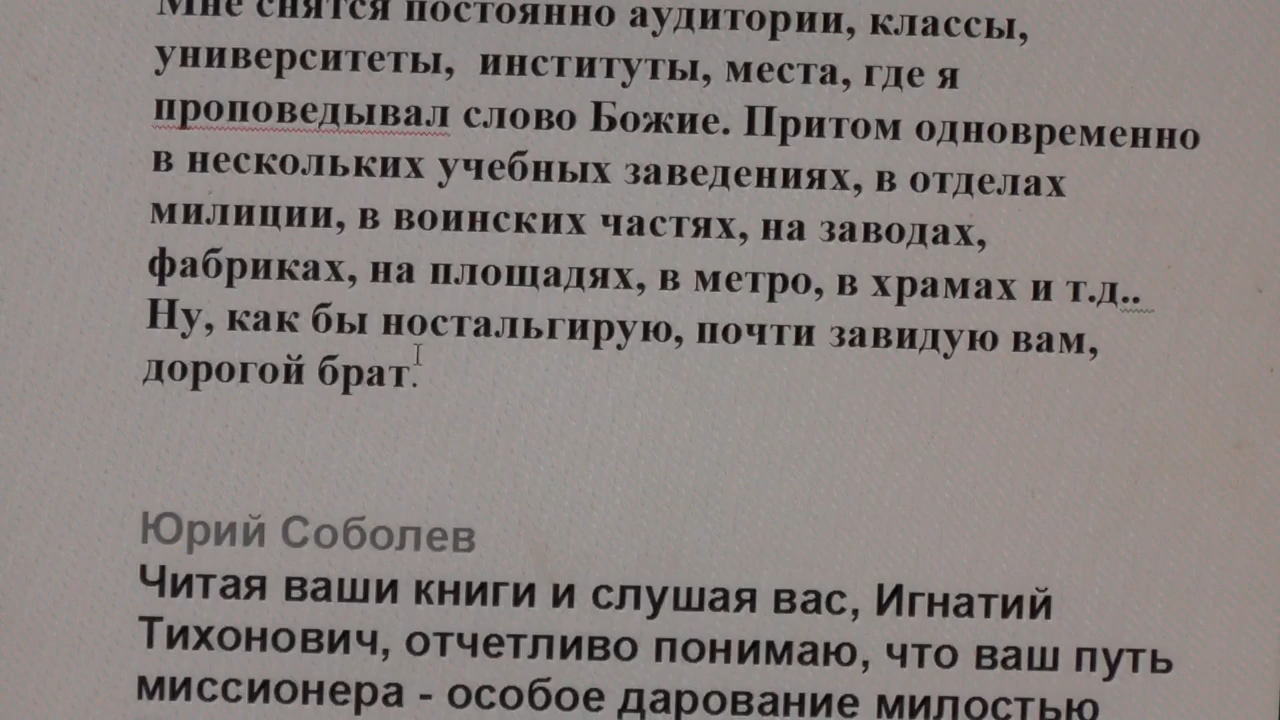 Мне снятся постоянно аудитории, классы,
университеты, институты, места, где я
проповедывал слово Божие. Притом одновременно
в нескольких учебных заведениях, в отделах
милиции, в воинских частях, на заводах,
фабриках, на площадях, в метро, в храмах и т.д..
Ну, как бы ностальгирую, почти завидую вам,
дорогой брат.
Юрий Соболев
Читая ваши книги и слушая вас, Игнатий
Тихонович, отчетливо понимаю, что ваш путь
миссионера - особое дарование милостью